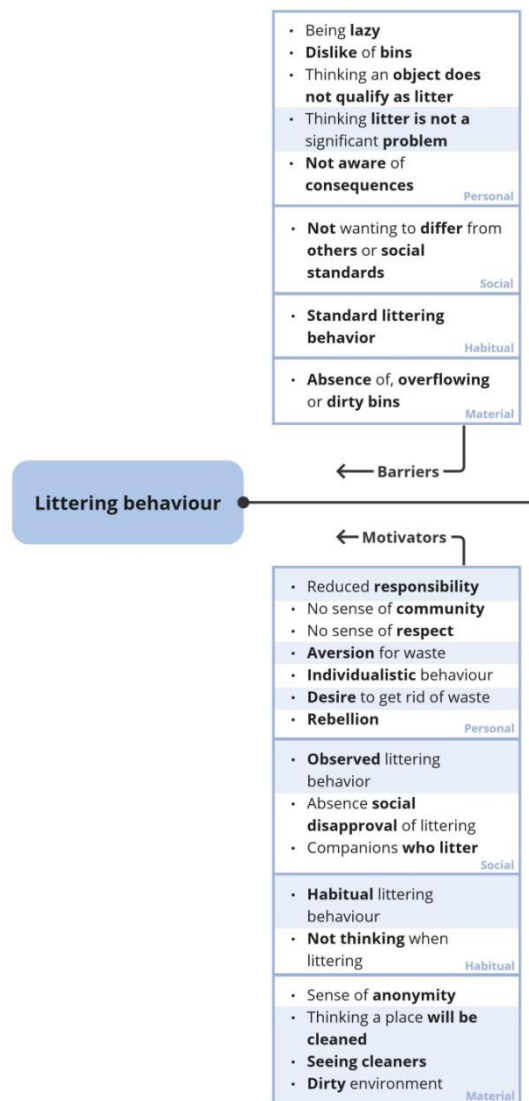 • Being lazy
• Dislike of bins
• Thinking an object does
not qualify as litter
• Thinking litter is not a
significant problem
• Not aware of
consequences
Personal
• Not wanting to differ from
others or social
standards
Social
• Standard littering
behavior
Habitual
• Absence of, overflowing
or dirty bins
Material
Barriers
Littering behaviour
Motivators
• Reduced responsibility
• No sense of community
• No sense of respect
• Aversion for waste
• Individualistic behaviour
• Desire to get rid of waste
• Rebellion
Personal
• Observed littering
behavior
• Absence social
disapproval of littering
• Companions who litter
Social
• Habitual littering
behaviour
• Not thinking when
littering
Habitual
• Sense of anonymity
• Thinking a place will be
cleaned
• Seeing cleaners
• Dirty environment
Material